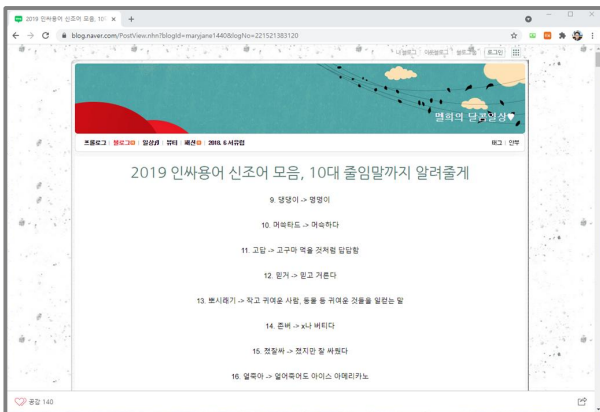 2019 인싸용어 신조어 모음, 10대
blog.naver.com/PostView.nhn?blogId=maryjane1440&logNo=221521383120
로그인
멜희의 달콤일상♥
프롤로그 | 블로그 | 일상 | 뷰티 | 패션 | 2018. 6 서유럽
태그 | 안부
2019 인싸용어 신조어 모음, 10대 줄임말까지 알려줄게
9. 댕댕이 -> 멍멍이
10. 머쓱타드 -> 머쓱하다
11. 고답 -> 고구마 먹을 것처럼 답답함
12. 믿거 -> 믿고 거른다
13. 뽀시래기 -> 작고 귀여운 사람, 동물 등 귀여운 것들을 일컫는 말
14. 존버 -> x나 버티다
15. 졌잘싸 -> 졌지만 잘 싸웠다
16. 얼죽아 -> 얼어죽어도 아이스 아메리카노
공감 140